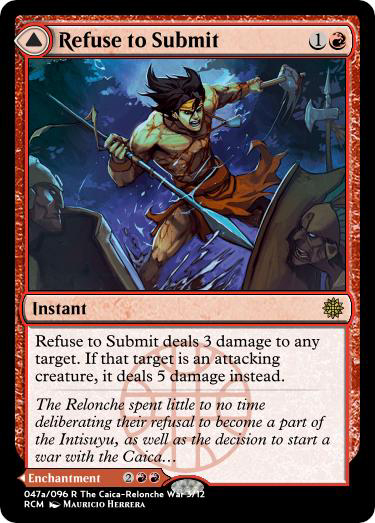 Refuse to Submit 1
Instant
Refuse to Submit deals 3 damage to any
target. If that target is an attacking
creature, it deals 5 damage instead.
The Relonche spent little to no time
deliberating their refusal to become a part of
the Intisuyu, as well as the decision to start a
war with the Caica...
Enchantment 2
047a/096 R The Caica-Relonche War 3/12
RCM Mauricio Herrera